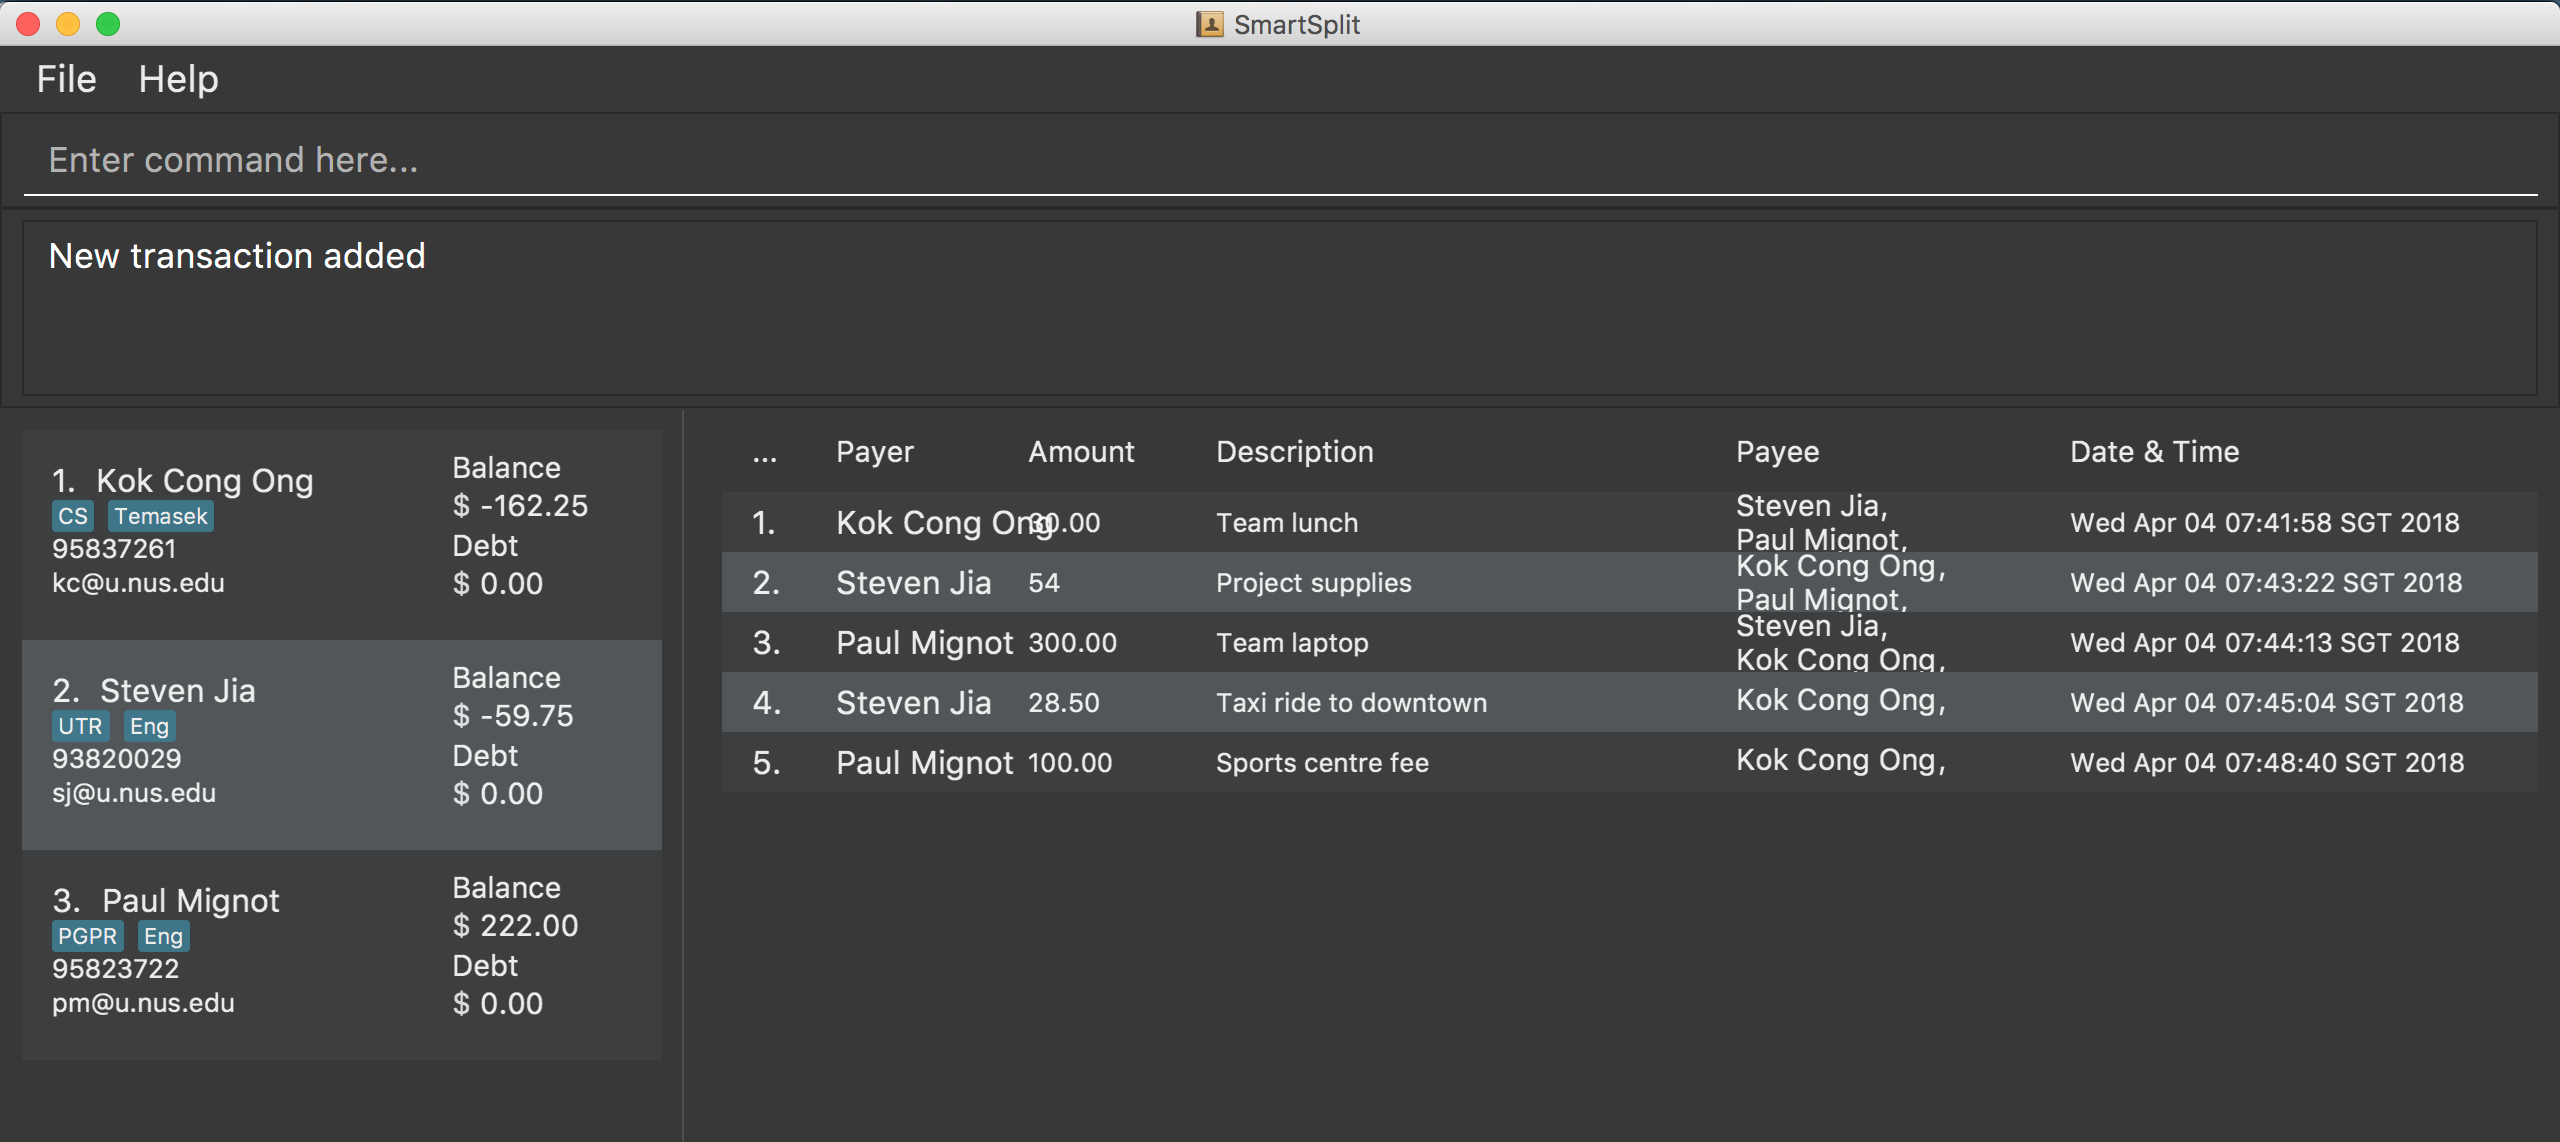 SmartSplit
File Help
Enter command here...
New transaction added
1. Kok Cong Ong
CS Temasek
95837261
kc@u.nus.edu
Balance
$ -162.25
Debt
$ 0.00
2. Steven Jia
UTR Eng
93820029
sj@u.nus.edu
Balance
$ -59.75
Debt
$ 0.00
3. Paul Mignot
PGPR Eng
95823722
pm@u.nus.edu
Balance
$ 222.00
Debt
$ 0.00
... Payer Amount Description Payee Date & Time
1. Kok Cong Ong 30.00 Team lunch Steven Jia, Paul Mignot, Wed Apr 04 07:41:58 SGT 2018
2. Steven Jia 54 Project supplies Kok Cong Ong, Paul Mignot, Wed Apr 04 07:43:22 SGT 2018
3. Paul Mignot 300.00 Team laptop Steven Jia, Kok Cong Ong, Wed Apr 04 07:44:13 SGT 2018
4. Steven Jia 28.50 Taxi ride to downtown Kok Cong Ong, Wed Apr 04 07:45:04 SGT 2018
5. Paul Mignot 100.00 Sports centre fee Kok Cong Ong, Wed Apr 04 07:48:40 SGT 2018